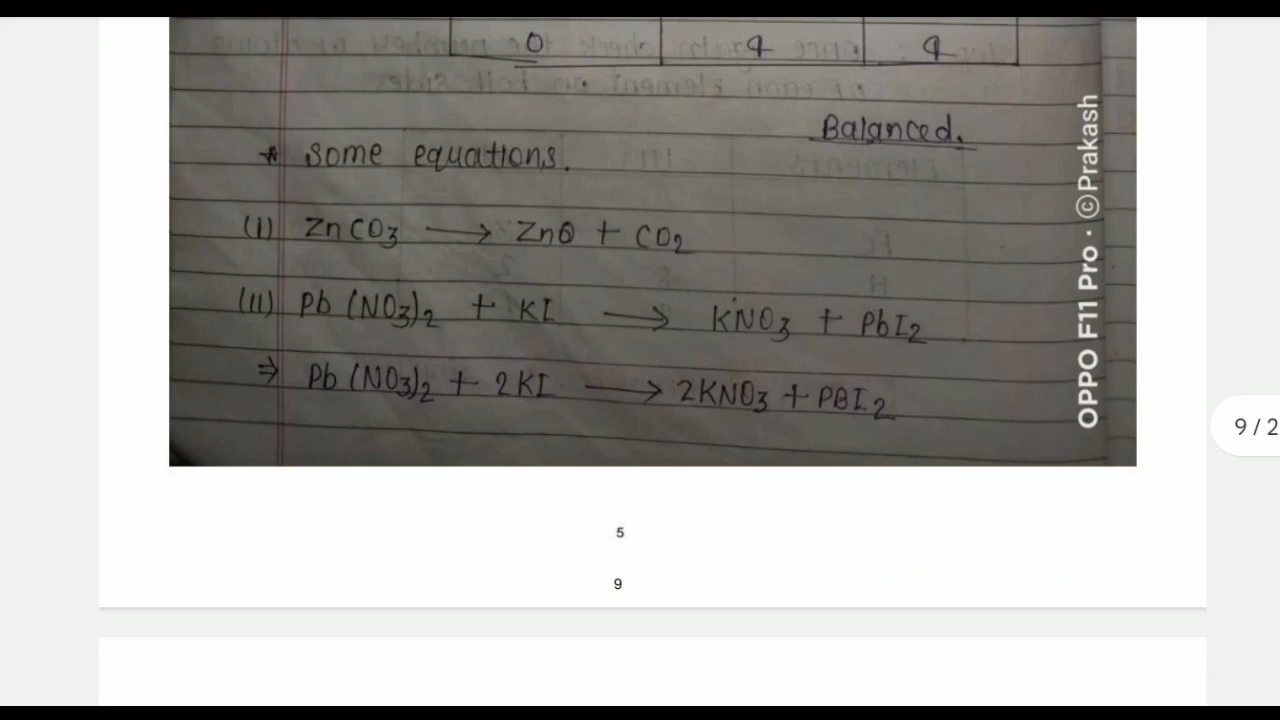 0 4 4
Balanced.
* Some equations.
(I) ZnCO3 → ZnO + CO2
(II) Pb (NO3)2 + KI → KNO3 + PbI2
⇒ Pb (NO3)2 + 2KI → 2KNO3 + PBI2
OPPO F11 Pro · ©Prakash
9 / 2
5
9